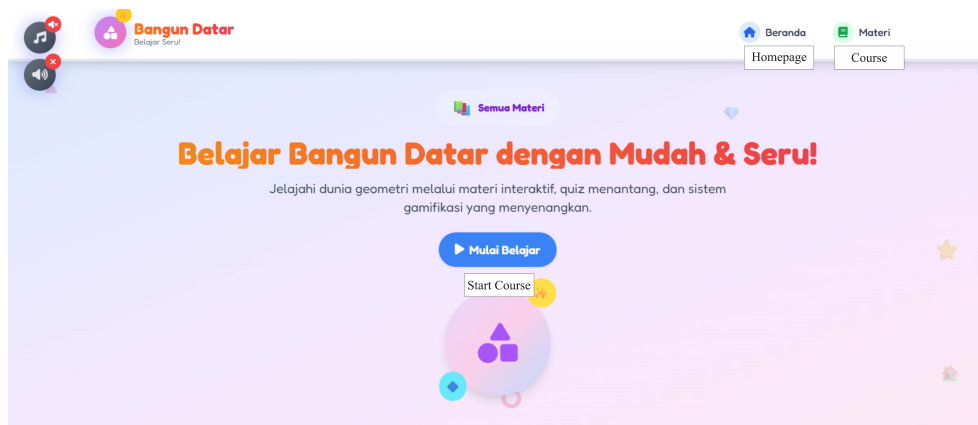 Bangun Datar
Belajar Seru!
Beranda
Materi
Homepage
Course
Semua Materi
Belajar Bangun Datar dengan Mudah & Seru!
Jelajahi dunia geometri melalui materi interaktif, quiz menantang, dan sistem
gamifikasi yang menyenangkan.
Mulai Belajar
Start Course